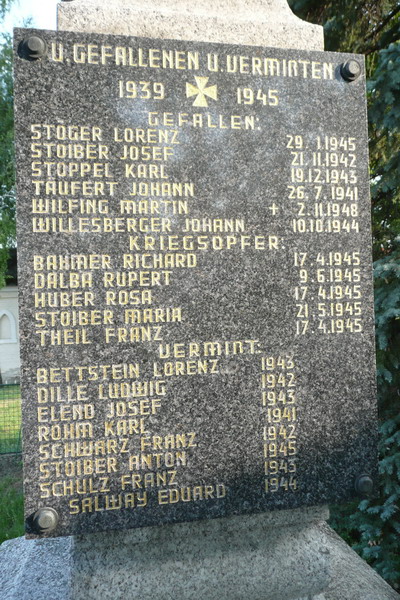 U. GEFALLENEN U. VERMIẞTEN
1939 1945
GEFALLEN:
STÖGER LORENZ 29. 1.1945
STOIBER JOSEF 21.11.1942
STOPPEL KARL 19.12.1943
TAUFERT JOHANN 26. 7. 1941
WILFING MARTIN + 2.11.1948
WILLESBERGER JOHANN 10.10.1944
KRIEGSOPFER:
BAHMER RICHARD 17. 4.1945
DALBA RUPERT 9.6.1945
HUBER ROSA 17. 4.1945
STOIBER MARIA 21. 5.1945
THEIL FRANZ 17. 4.1945
VERMIẞT:
BETTSTEIN LORENZ 1943
DILLE LUDWIG 1942
ELEND JOSEF 1943
RÖHM KARL 1941
SCHWARZ FRANZ 1942
STOIBER ANTON 1945
SCHULZ FRANZ 1943
SALWAY EDUARD 1944